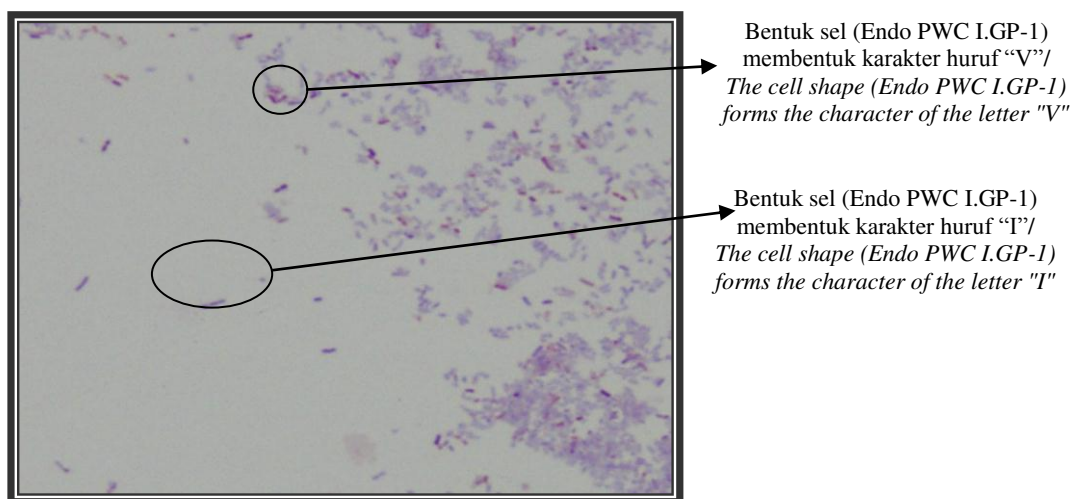 Bentuk sel (Endo PWC I.GP-1)
membentuk karakter huruf “V”/
The cell shape (Endo PWC I.GP-1)
forms the character of the letter "V"
Bentuk sel (Endo PWC I.GP-1)
membentuk karakter huruf “I”/
The cell shape (Endo PWC I.GP-1)
forms the character of the letter "I"